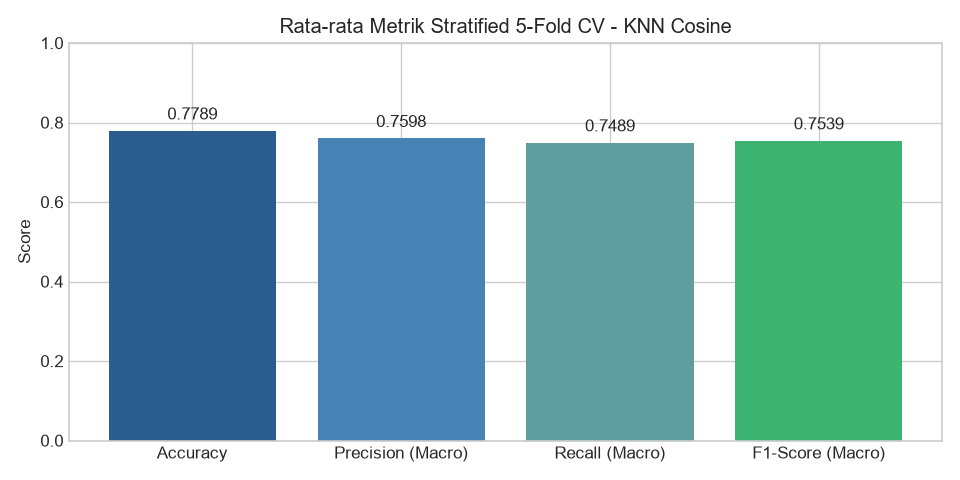 Rata-rata Metrik Stratified 5-Fold CV - KNN Cosine
1.0
0.8
0.6
0.4
0.2
0.0
Score
0.7789
0.7598
0.7489
0.7539
Accuracy
Precision (Macro)
Recall (Macro)
F1-Score (Macro)